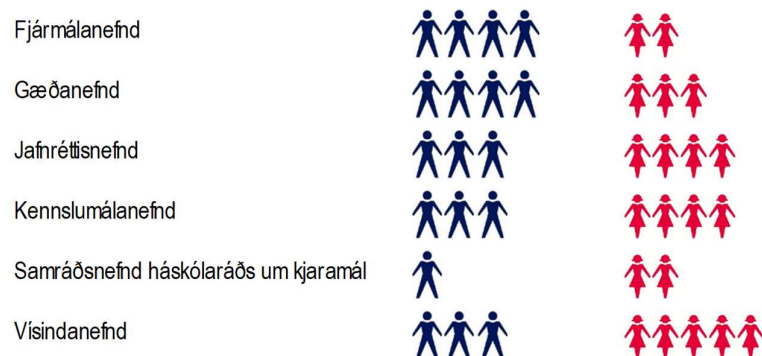 Fjármálanefnd
Gæðanefnd
Jafnréttisnefnd
Kennslumálanefnd
Samráðsnefnd háskólaráðs um kjaramál
Vísindanefnd